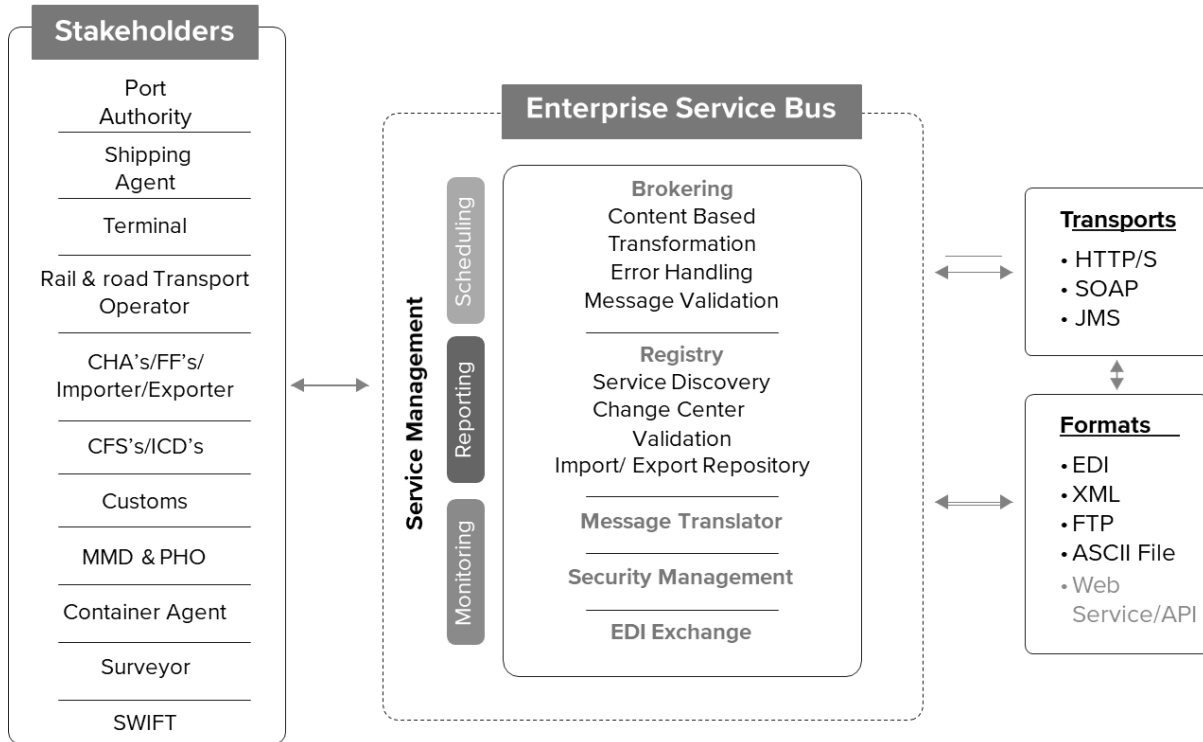 Stakeholders
Port
Authority
Shipping
Agent
Terminal
Rail & road Transport
Operator
CHA's/FF's/
Importer/Exporter
CFS's/ICD's
Customs
MMD & PHO
Container Agent
Surveyor
SWIFT
Enterprise Service Bus
Service Management
Scheduling
Reporting
Monitoring
Brokering
Content Based
Transformation
Error Handling
Message Validation
Registry
Service Discovery
Change Center
Validation
Import/ Export Repository
Message Translator
Security Management
EDI Exchange
Transports
• HTTP/S
• SOAP
• JMS
Formats
• EDI
• XML
• FTP
• ASCII File
• Web
Service/API